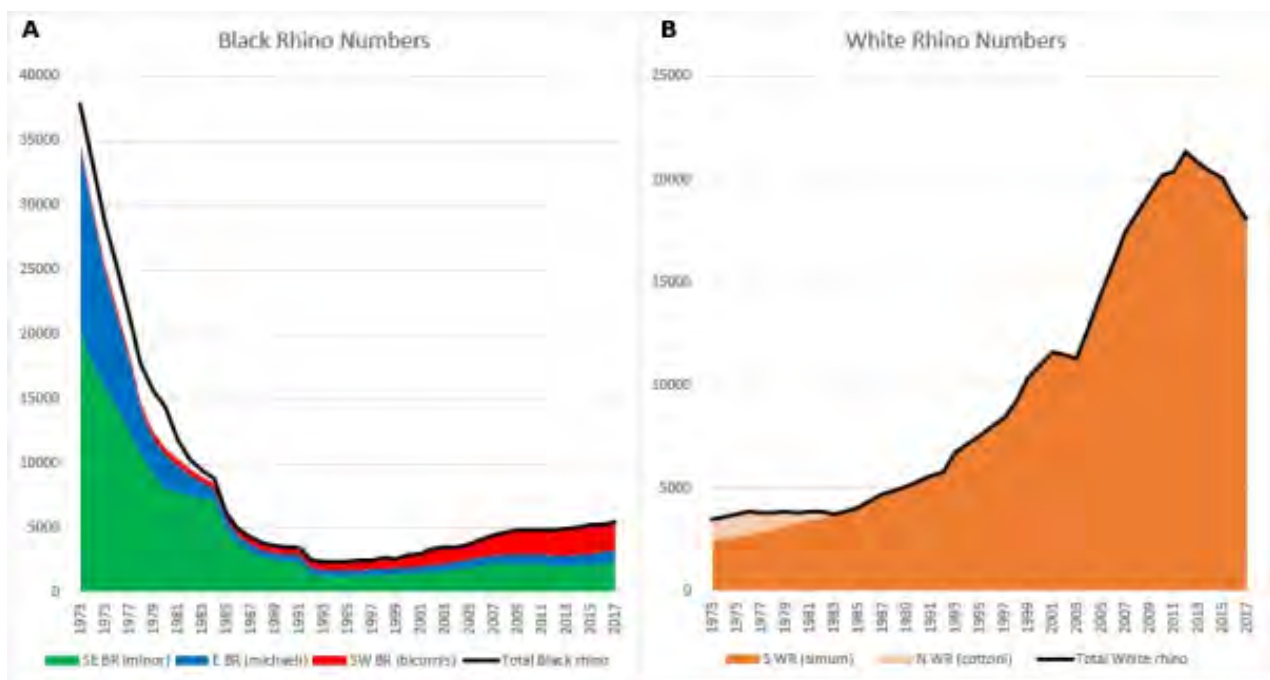 A
Black Rhino Numbers
40000
35000
30000
25000
20000
15000
10000
5000
0
1973 1975 1977 1979 1981 1983 1985 1987 1989 1991 1993 1995 1997 1999 2001 2003 2005 2007 2009 2011 2013 2015 2017
SE BR (minor) E BR (michaeli) SW BR (bicornis) Total Black rhino
B
White Rhino Numbers
25000
20000
15000
10000
5000
0
1973 1975 1977 1979 1981 1983 1985 1987 1989 1991 1993 1995 1997 1999 2001 2003 2005 2007 2009 2011 2013 2015 2017
S WR (simum) N WR (cottoni) Total White rhino